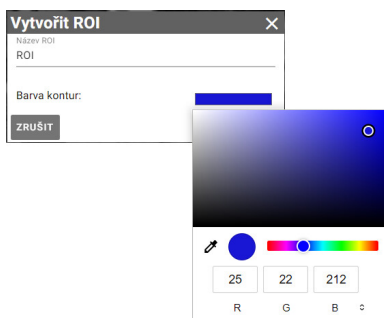 Vytvořit ROI
Název ROI
ROI
Barva kontur:
ZRUŠIT
25 22 212
R G B